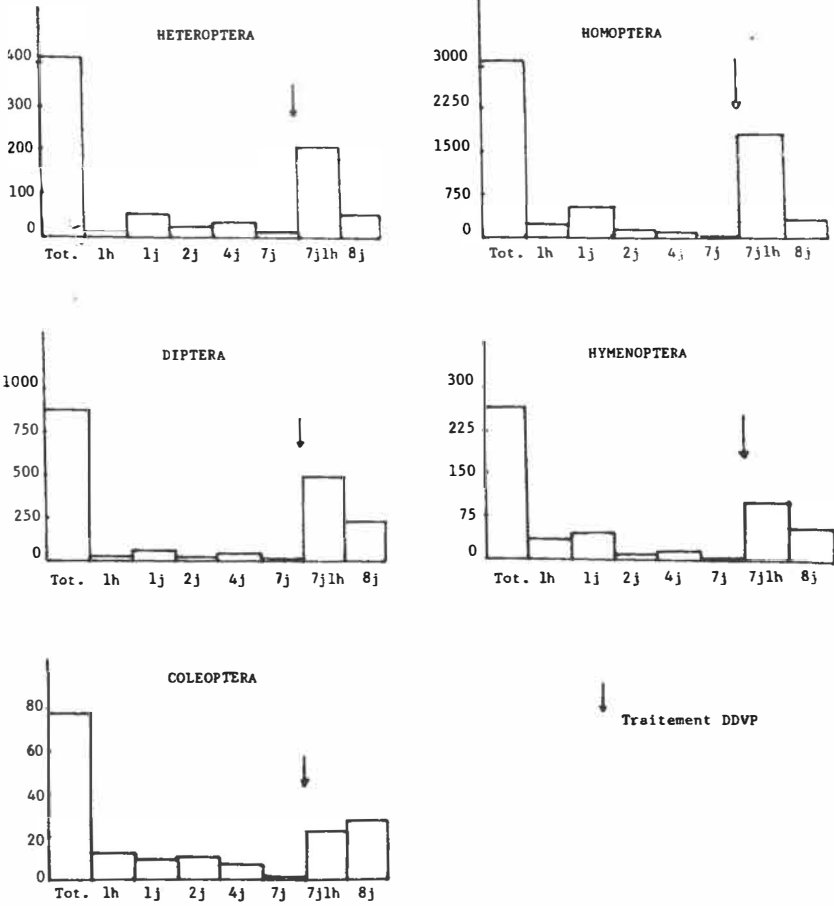 HETEROPTERA
400
300
200
100
0
Tot. 1h 1j 2j 4j 7j 7j1h 8j
HOMOPTERA
3000
2250
1500
750
0
Tot. 1h 1j 2j 4j 7j 7j1h 8j
DIPTERA
1000
750
500
250
0
Tot. 1h 1j 2j 4j 7j 7j1h 8j
HYMENOPTERA
300
225
150
75
0
Tot. 1h 1j 2j 4j 7j 7j1h 8j
COLEOPTERA
80
60
40
20
0
Tot. 1h 1j 2j 4j 7j 7j1h 8j
Traitement DDVP